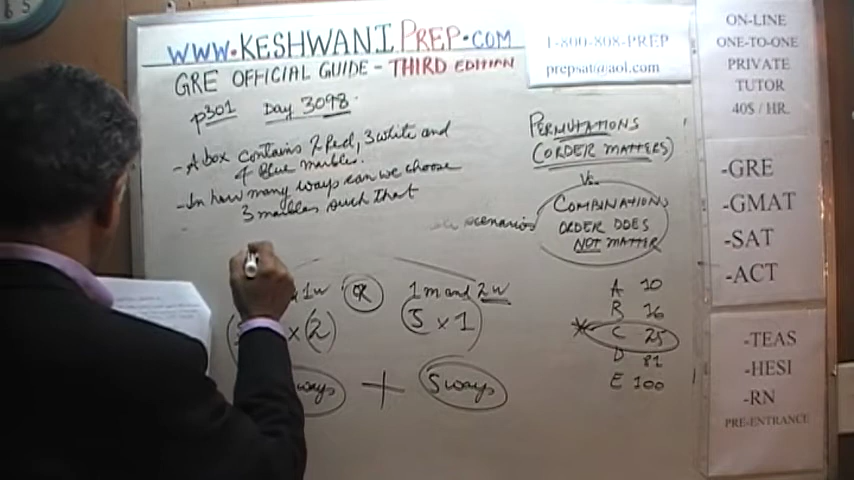 WWW.KESHWANIPREP.COM
GRE OFFICIAL GUIDE - THIRD EDITION
p301 Day 3098
1-800-808-PREP
prepsat@aol.com
- A box contains 2 Red, 3 white and
4 Blue marbles.
- In how many ways can we choose
3 marbles such that
PERMUTATIONS
(ORDER MATTERS)
Vs.
COMBINATIONS
ORDER DOES
NOT MATTER
scenarios
1w OR 1m and 2w
x (2) 5 x 1)
ways + 5 ways
A 10
B 16
C 25
D 81
E 100
ON-LINE
ONE-TO-ONE
PRIVATE
TUTOR
40$ / HR.
-GRE
-GMAT
-SAT
-ACT
-TEAS
-HESI
-RN
PRE-ENTRANCE